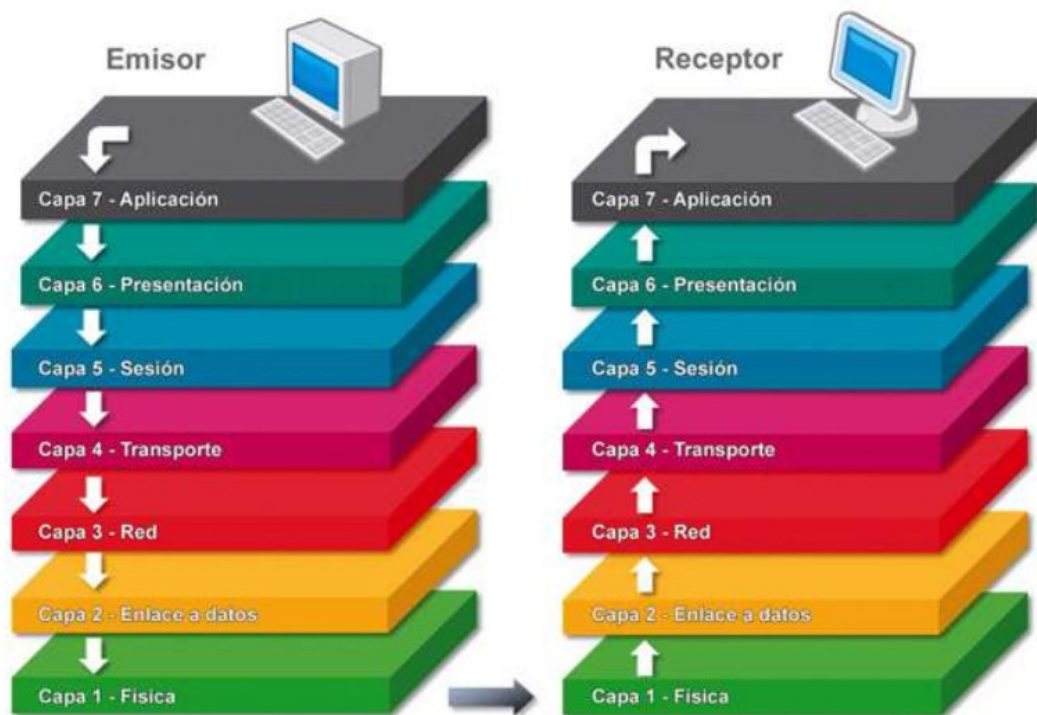 Emisor
Capa 7 - Aplicación
Capa 6 - Presentación
Capa 5 - Sesión
Capa 4 - Transporte
Capa 3 - Red
Capa 2 - Enlace a datos
Capa 1 - Física
Receptor
Capa 7 - Aplicación
Capa 6 - Presentación
Capa 5 - Sesión
Capa 4 - Transporte
Capa 3 - Red
Capa 2 - Enlace a datos
Capa 1 - Física